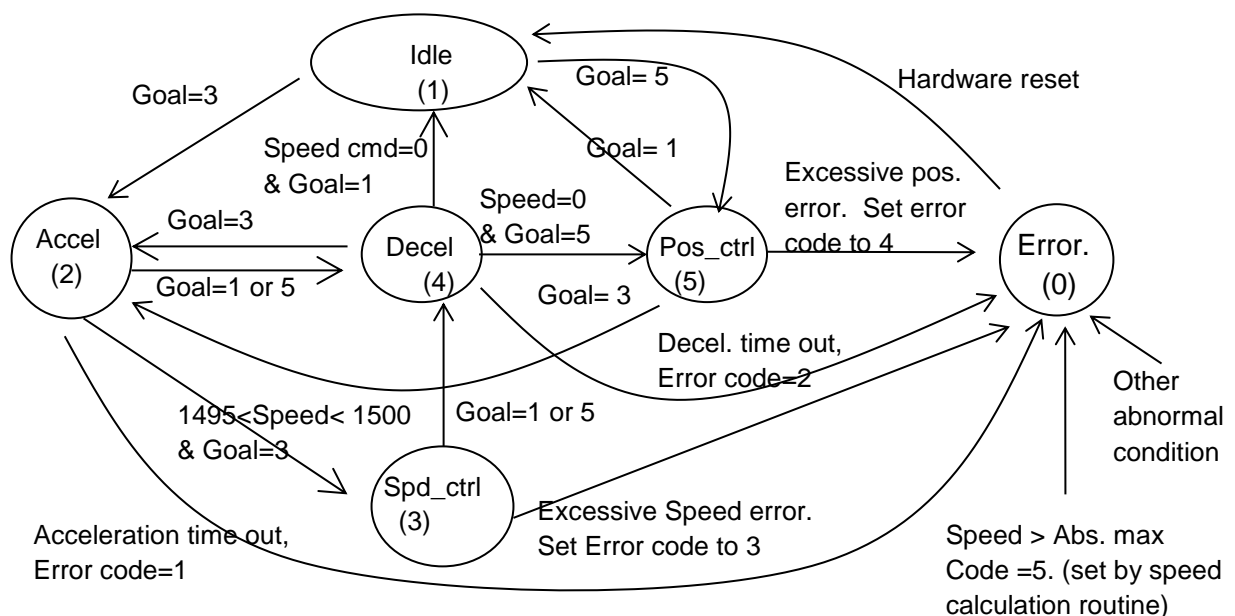 Idle
(1)
Goal=3
Goal= 5
Hardware reset
Speed cmd=0
& Goal=1
Goal= 1
Excessive pos.
error.  Set error
code to 4
Speed=0
& Goal=5
Accel
(2)
Goal=3
Goal=1 or 5
Decel
(4)
Pos_ctrl
(5)
Error.
(0)
Goal= 3
Decel. time out,
Error code=2
Other
abnormal
condition
1495<Speed< 1500
& Goal=3
Goal=1 or 5
Spd_ctrl
(3)
Excessive Speed error.
Set Error code to 3
Acceleration time out,
Error code=1
Speed > Abs. max
Code =5. (set by speed
calculation routine)